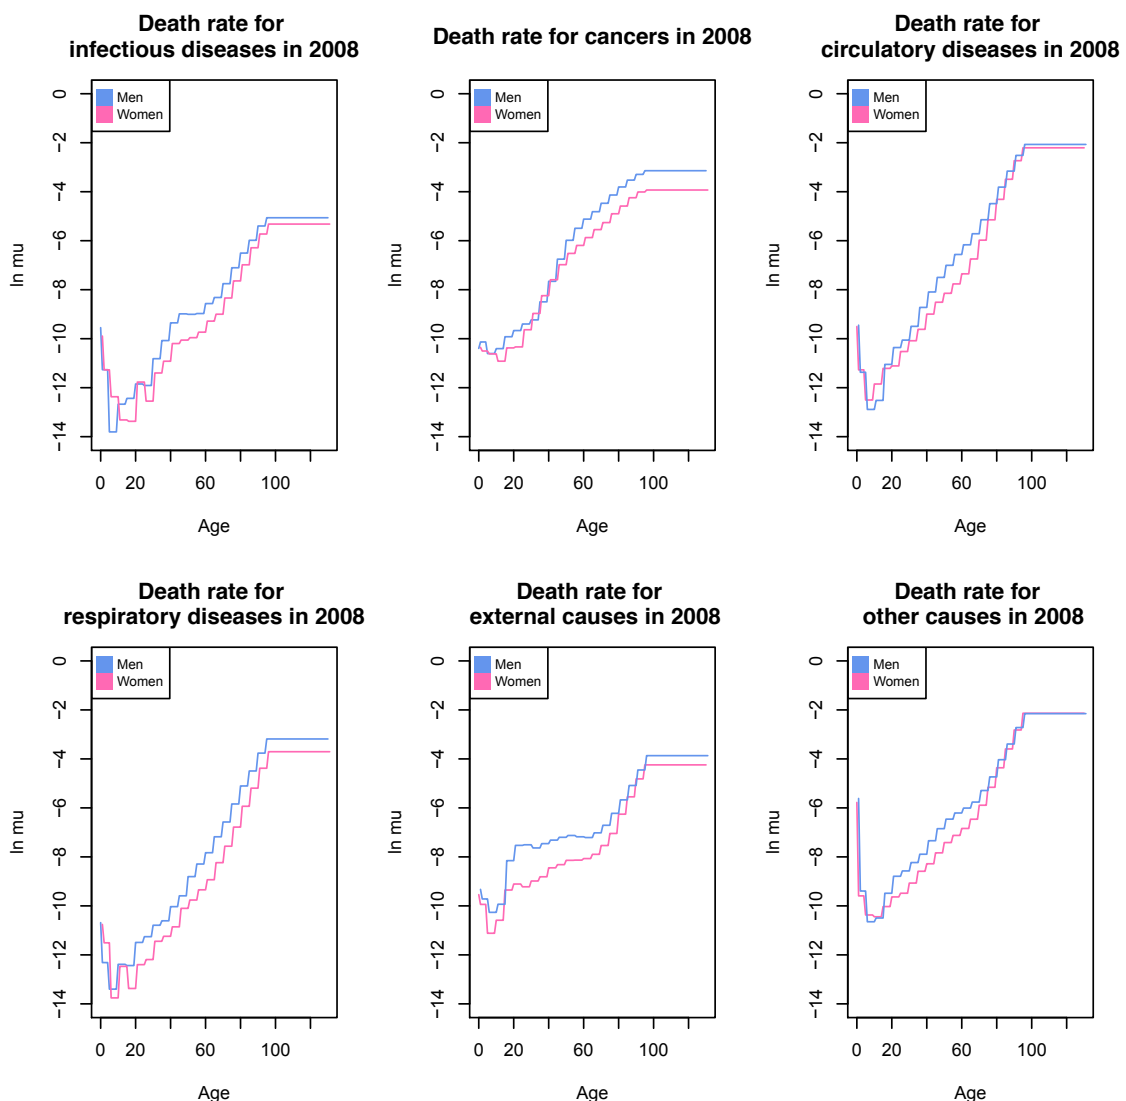 Death rate for
infectious diseases in 2008
Men
Women
0
−2
−4
−6
−8
−10
−12
−14
ln mu
0 20 60 100
Age
Death rate for cancers in 2008
Men
Women
0
−2
−4
−6
−8
−10
−12
−14
ln mu
0 20 60 100
Age
Death rate for
circulatory diseases in 2008
Men
Women
0
−2
−4
−6
−8
−10
−12
−14
ln mu
0 20 60 100
Age
Death rate for
respiratory diseases in 2008
Men
Women
0
−2
−4
−6
−8
−10
−12
−14
ln mu
0 20 60 100
Age
Death rate for
external causes in 2008
Men
Women
0
−2
−4
−6
−8
−10
−12
−14
ln mu
0 20 60 100
Age
Death rate for
other causes in 2008
Men
Women
0
−2
−4
−6
−8
−10
−12
−14
ln mu
0 20 60 100
Age